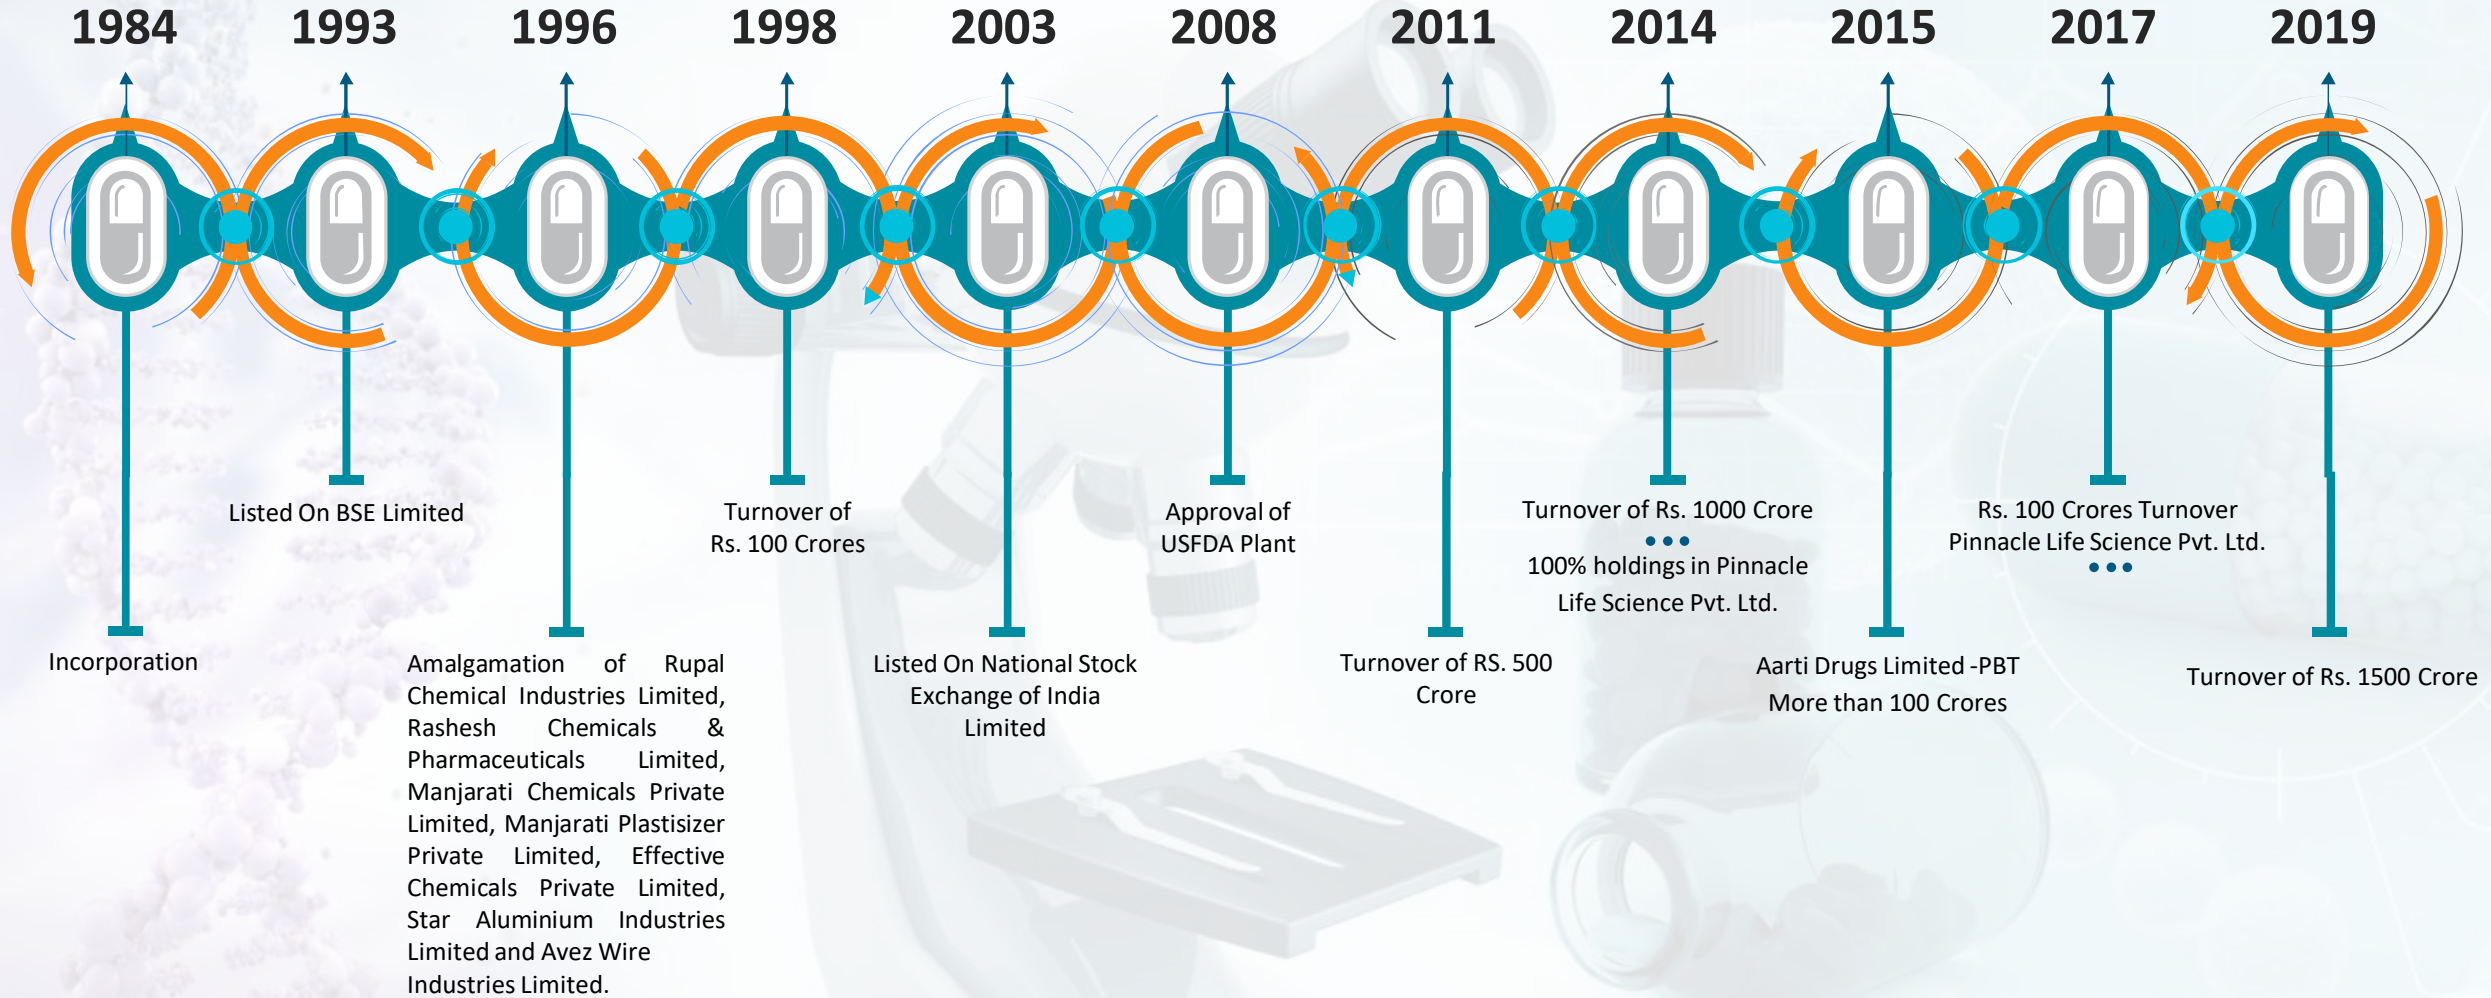 1984
1993
1996
1998
2003
2008
2011
2014
2015
2017
2019
Incorporation
Listed On BSE Limited
Amalgamation of Rupal
Chemical Industries Limited,
Rashesh Chemicals &
Pharmaceuticals Limited,
Manjarati Chemicals Private
Limited, Manjarati Plastisizer
Private Limited, Effective
Chemicals Private Limited,
Star Aluminium Industries
Limited and Avez Wire
Industries Limited.
Turnover of
Rs. 100 Crores
Listed On National Stock
Exchange of India
Limited
Approval of
USFDA Plant
Turnover of RS. 500
Crore
Turnover of Rs. 1000 Crore
100% holdings in Pinnacle
Life Science Pvt. Ltd.
Aarti Drugs Limited -PBT
More than 100 Crores
Rs. 100 Crores Turnover
Pinnacle Life Science Pvt. Ltd.
Turnover of Rs. 1500 Crore